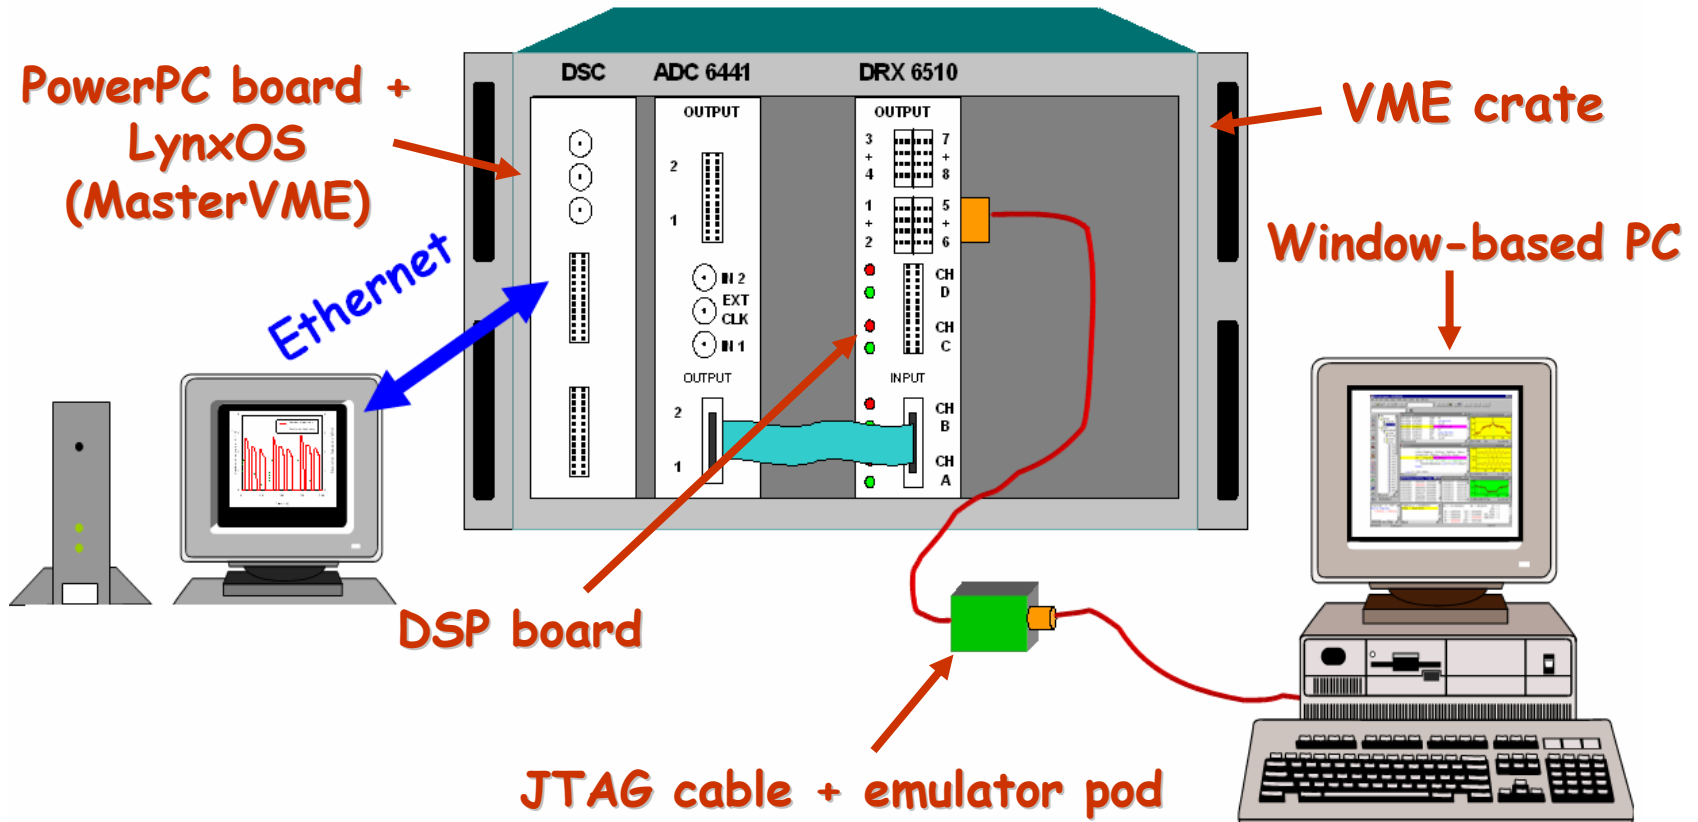 PowerPC board +
LynxOS
(MasterVME)
DSC
ADC 6441
DRX 6510
VME crate
Window-based PC
Ethernet
OUTPUT
2
1
IN 2
EXT
CLK
IN 1
OUTPUT
2
1
OUTPUT
3 7
+ +
4 8
1 5
+ +
2 6
CH
D
CH
C
INPUT
CH
B
CH
A
DSP board
JTAG cable + emulator pod